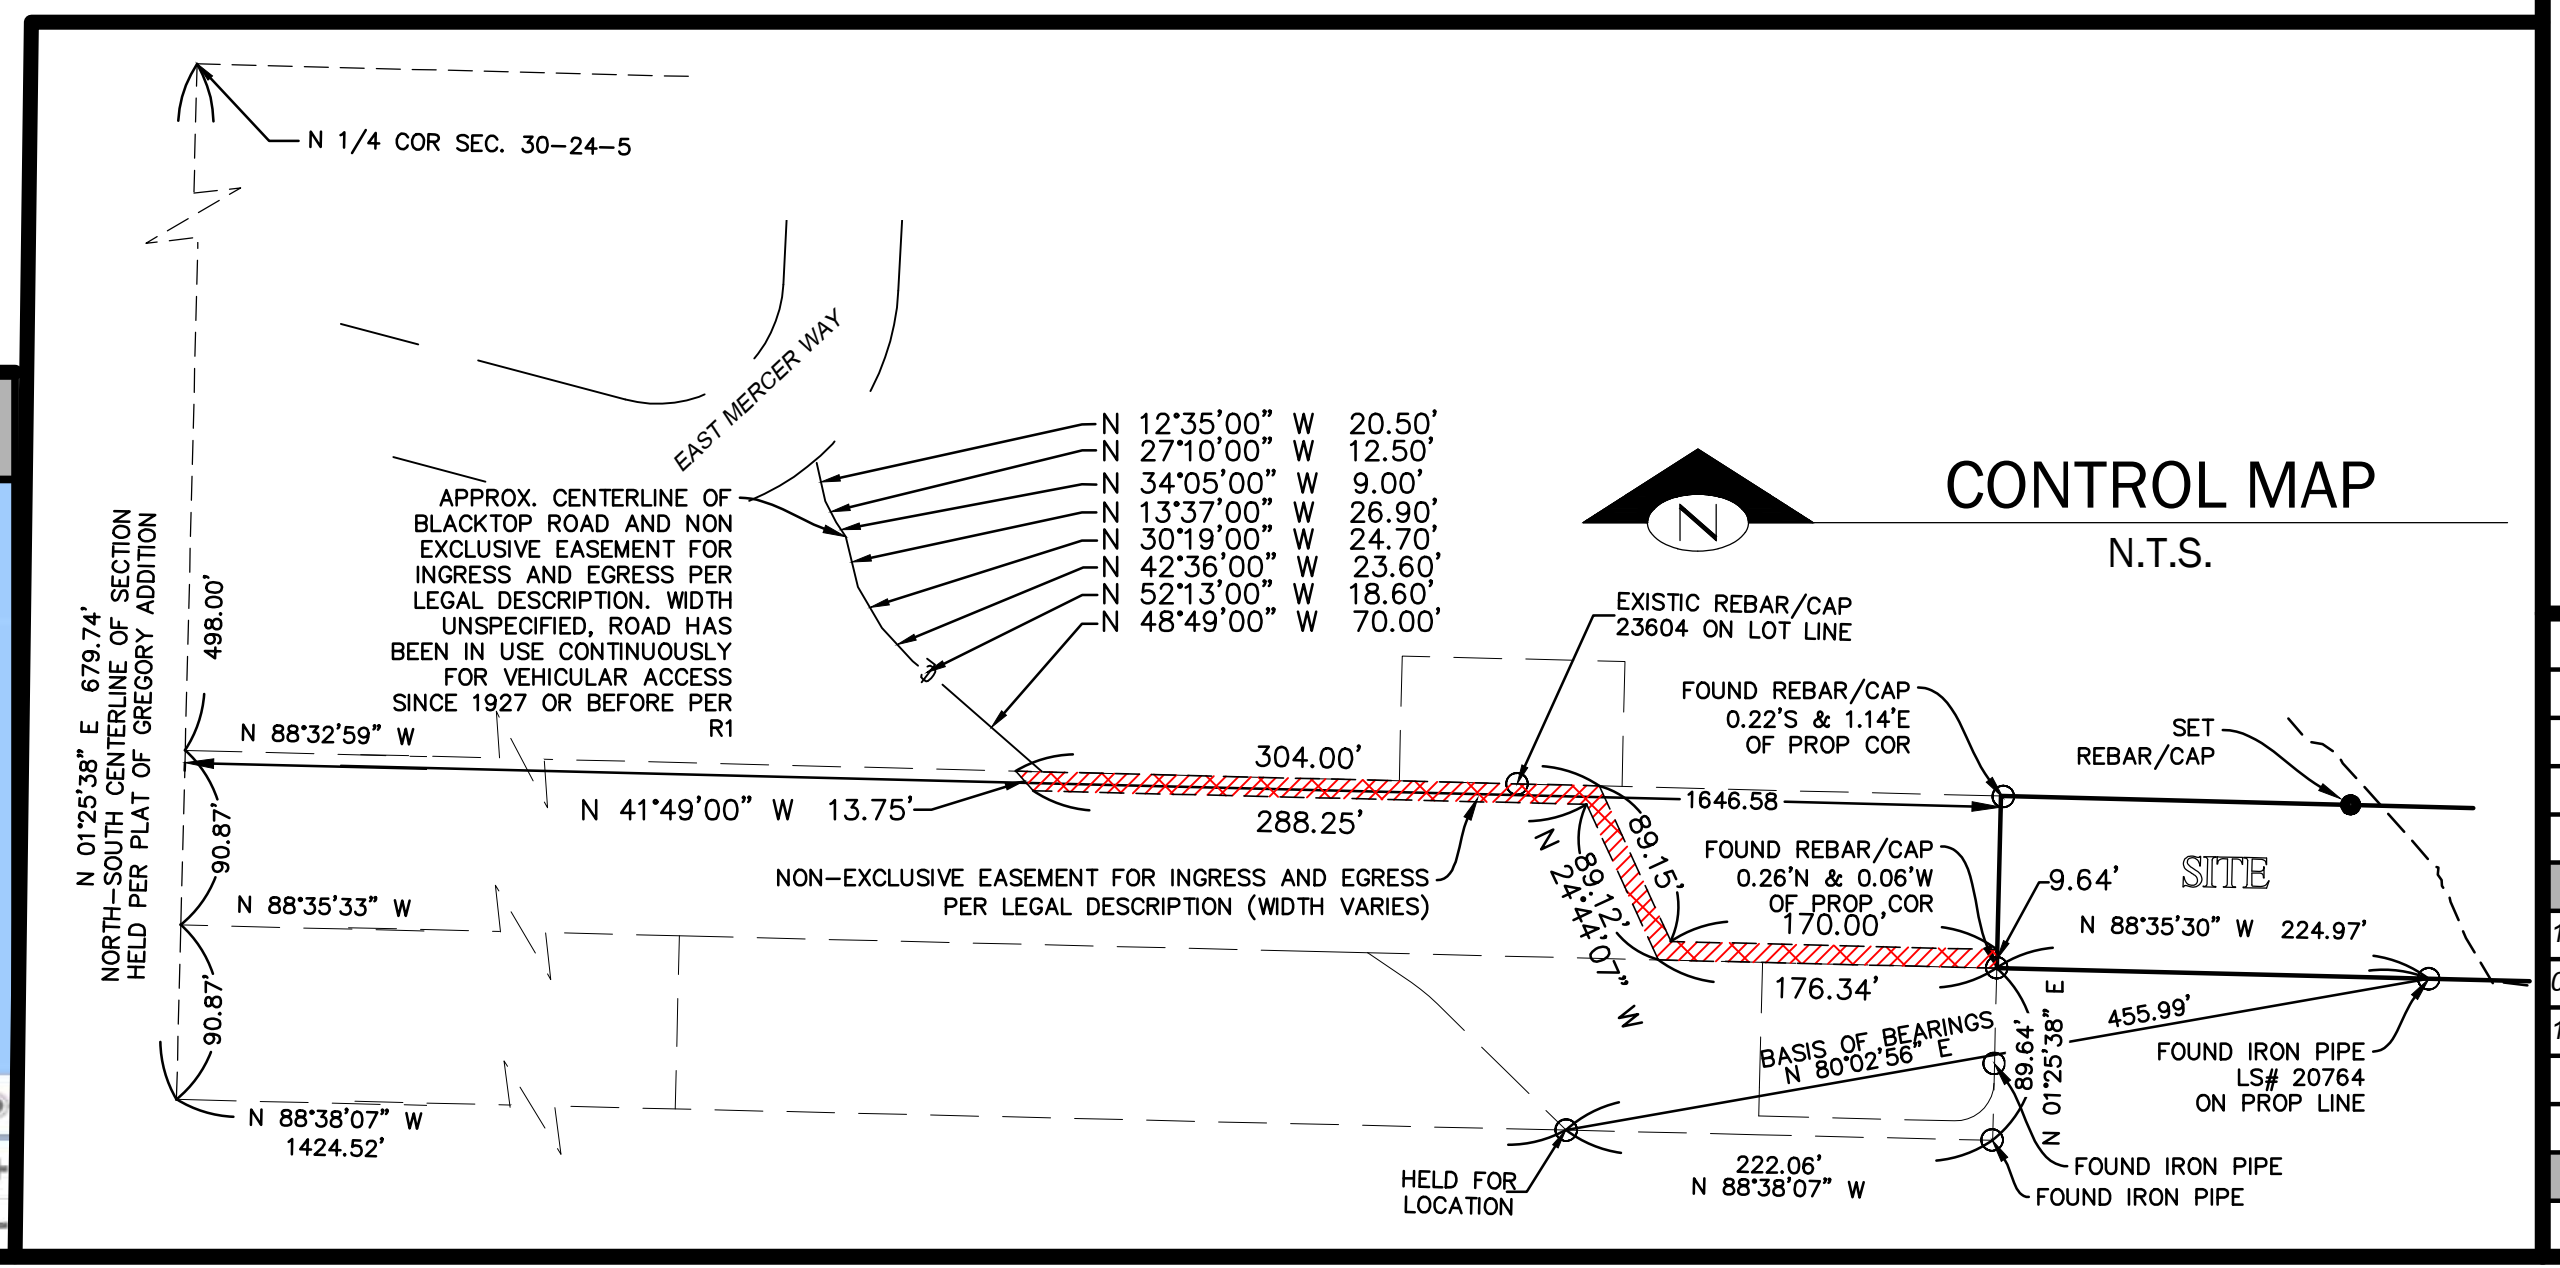 N 1/4 COR SEC. 30-24-5
EAST MERCER WAY
N 12°35'00" W 20.50'
N 27°10'00" W 12.50'
N 34°05'00" W 9.00'
N 13°37'00" W 26.90'
N 30°19'00" W 24.70'
N 42°36'00" W 23.60'
N 52°13'00" W 18.60'
N 48°49'00" W 70.00'
N
CONTROL MAP
N.T.S.
APPROX. CENTERLINE OF
BLACKTOP ROAD AND NON
EXCLUSIVE EASEMENT FOR
INGRESS AND EGRESS PER
LEGAL DESCRIPTION. WIDTH
UNSPECIFIED, ROAD HAS
BEEN IN USE CONTINUOUSLY
FOR VEHICULAR ACCESS
SINCE 1927 OR BEFORE PER
R1
N 01°25'38" E 679.74'
NORTH-SOUTH CENTERLINE OF SECTION
HELD PER PLAT OF GREGORY ADDITION
498.00'
90.87'
90.87'
N 88°32'59" W
N 88°35'33" W
N 88°38'07" W
1424.52'
N 41°49'00" W 13.75'
304.00'
288.25'
NON-EXCLUSIVE EASEMENT FOR INGRESS AND EGRESS
PER LEGAL DESCRIPTION (WIDTH VARIES)
EXISTIC REBAR/CAP
23604 ON LOT LINE
FOUND REBAR/CAP
0.22'S & 1.14'E
OF PROP COR
SET
REBAR/CAP
1646.58
89.15'
89.12'
N 24°44'07" W
FOUND REBAR/CAP
0.26'N & 0.06'W
OF PROP COR
170.00'
176.34'
9.64'
SITE
N 88°35'30" W 224.97'
BASIS OF BEARINGS
N 80°02'56" E
455.99'
89.64'
N 01°25'38" E
FOUND IRON PIPE
LS# 20764
ON PROP LINE
HELD FOR
LOCATION
222.06'
N 88°38'07" W
FOUND IRON PIPE
FOUND IRON PIPE